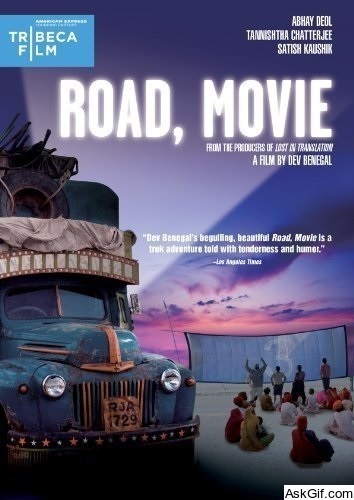 AMERICAN EXPRESS
TRIBECA
FILM
ABHAY DEOL
TANNISHTHA CHATTERJEE
SATISH KAUSHIK
ROAD, MOVIE
FROM THE PRODUCERS OF LOST IN TRANSLATION
A FILM BY DEV BENEGAL
“Dev Benegal’s beguiling, beautiful Road, Movie is a
trek adventure told with tenderness and humor.”
–Los Angeles Times
RJA
1729
AskGif.com